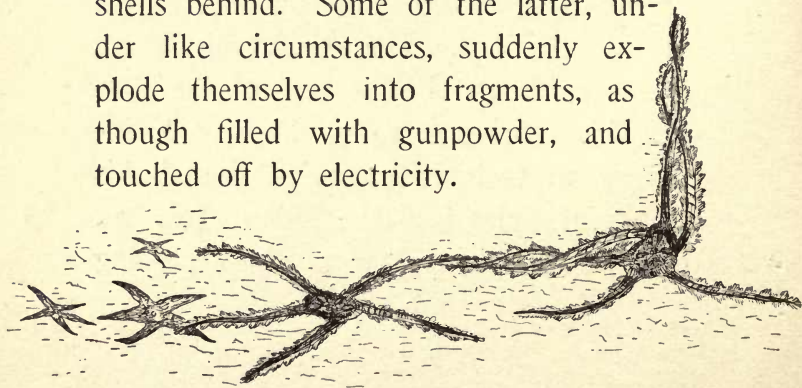 shells behind. Some of the latter, un-
der like circumstances, suddenly ex-
plode themselves into fragments, as
though filled with gunpowder, and
touched off by electricity.